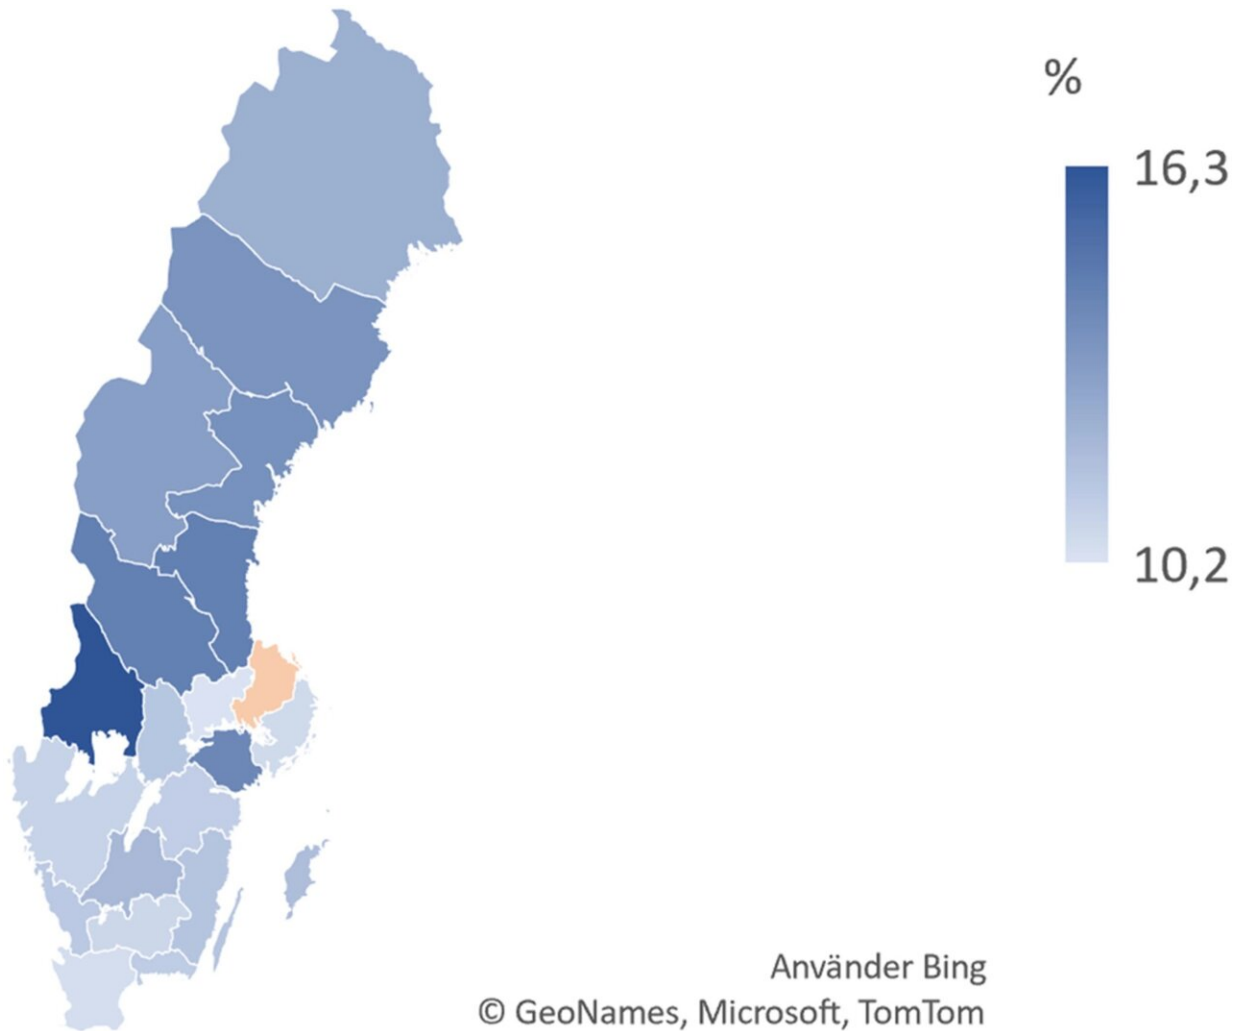 %
16,3
10,2
Använder Bing
© GeoNames, Microsoft, TomTom